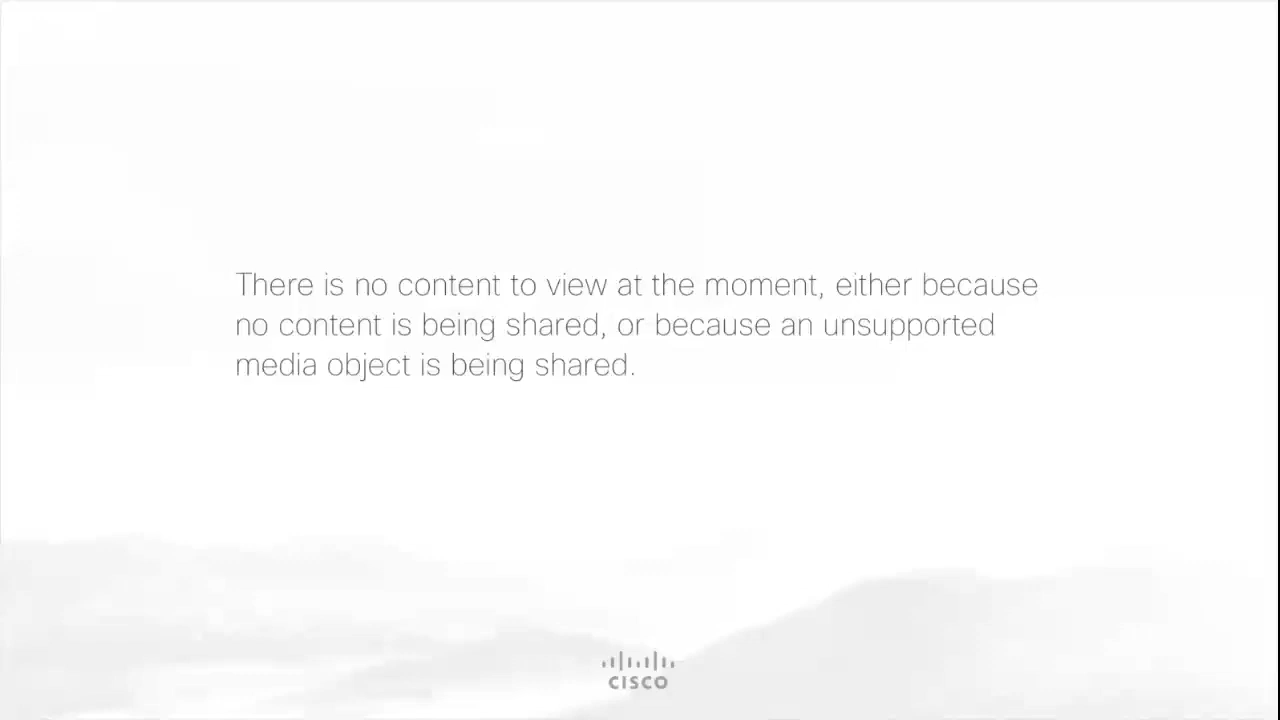 There is no content to view at the moment, either because
no content is being shared, or because an unsupported
media object is being shared.
CISCO